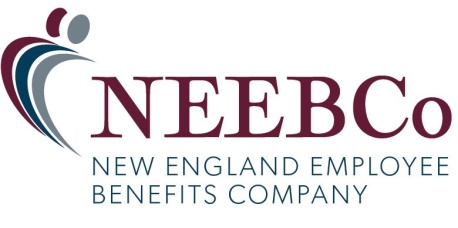 NEEBCo
NEW ENGLAND EMPLOYEE
BENEFITS COMPANY